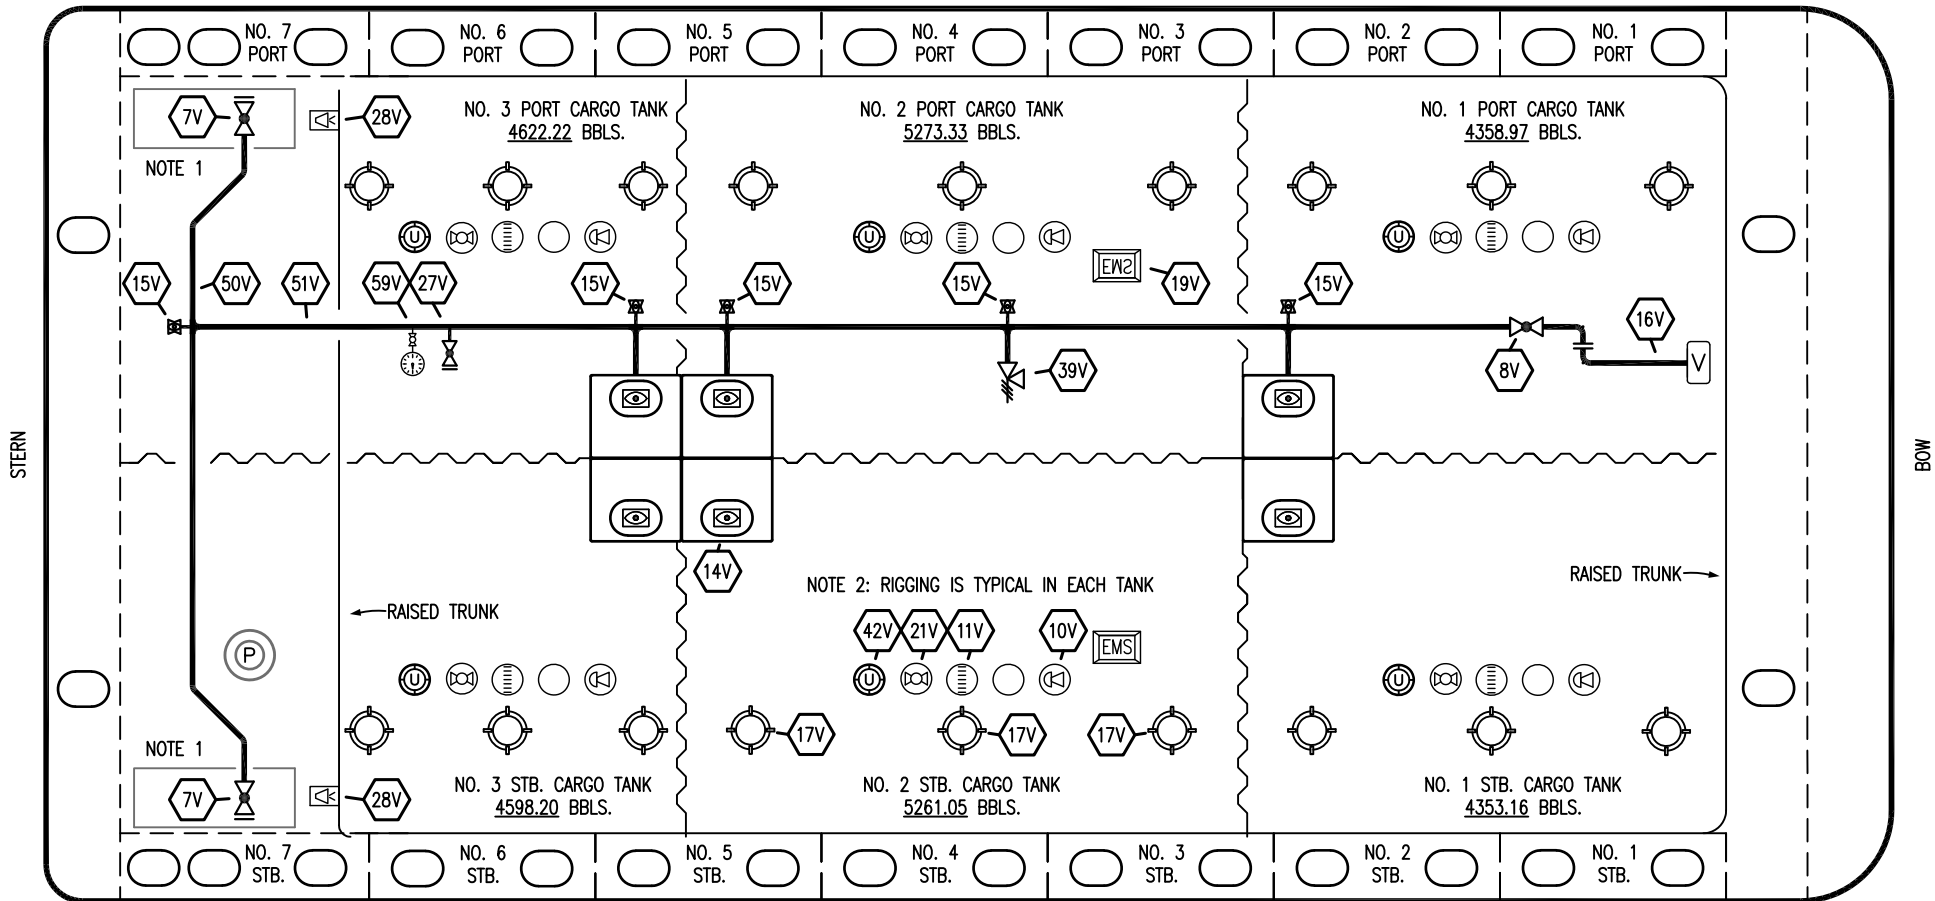 NO. 7
PORT
NO. 6
PORT
NO. 5
PORT
NO. 4
PORT
NO. 3
PORT
NO. 2
PORT
NO. 1
PORT
7V
28V
NO. 3 PORT CARGO TANK
4622.22 BBLS.
NO. 2 PORT CARGO TANK
5273.33 BBLS.
NO. 1 PORT CARGO TANK
4358.97 BBLS.
NOTE 1
U
U
U
EMS
15V
50V
51V
59V
27V
15V
15V
15V
19V
15V
16V
39V
8V
V
STERN
BOW
14V
NOTE 2: RIGGING IS TYPICAL IN EACH TANK
RAISED TRUNK
RAISED TRUNK
42V
21V
11V
10V
EMS
P
U
U
U
17V
17V
17V
NOTE 1
7V
28V
NO. 3 STB. CARGO TANK
4598.20 BBLS.
NO. 2 STB. CARGO TANK
5261.05 BBLS.
NO. 1 STB. CARGO TANK
4353.16 BBLS.
NO. 7
STB.
NO. 6
STB.
NO. 5
STB.
NO. 4
STB.
NO. 3
STB.
NO. 2
STB.
NO. 1
STB.